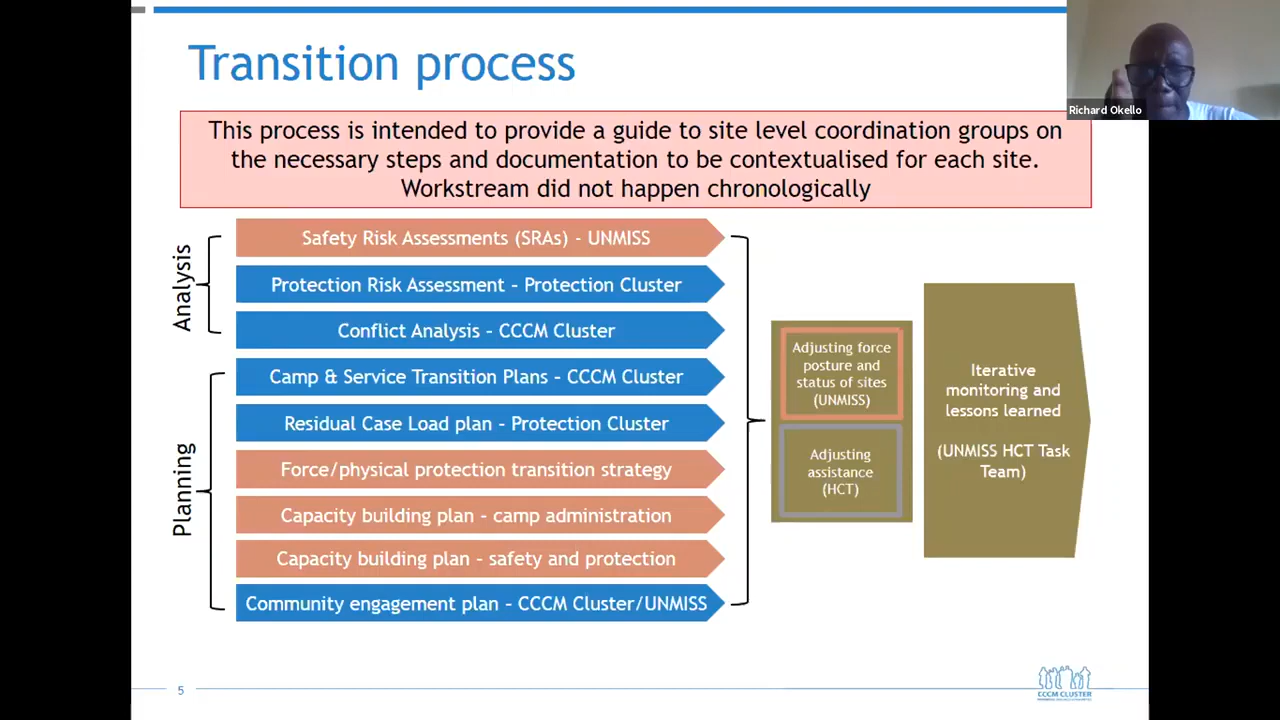 Transition process
Richard Okello
This process is intended to provide a guide to site level coordination groups on
the necessary steps and documentation to be contextualised for each site.
Workstream did not happen chronologically
Analysis
Safety Risk Assessments (SRAs) - UNMISS
Protection Risk Assessment – Protection Cluster
Conflict Analysis – CCCM Cluster
Planning
Camp & Service Transition Plans – CCCM Cluster
Residual Case Load plan – Protection Cluster
Force/physical protection transition strategy
Capacity building plan – camp administration
Capacity building plan – safety and protection
Community engagement plan – CCCM Cluster/UNMISS
Adjusting force
posture and
status of sites
(UNMISS)
Adjusting
assistance
(HCT)
Iterative
monitoring and
lessons learned
(UNMISS HCT Task
Team)
5
CCCM CLUSTER